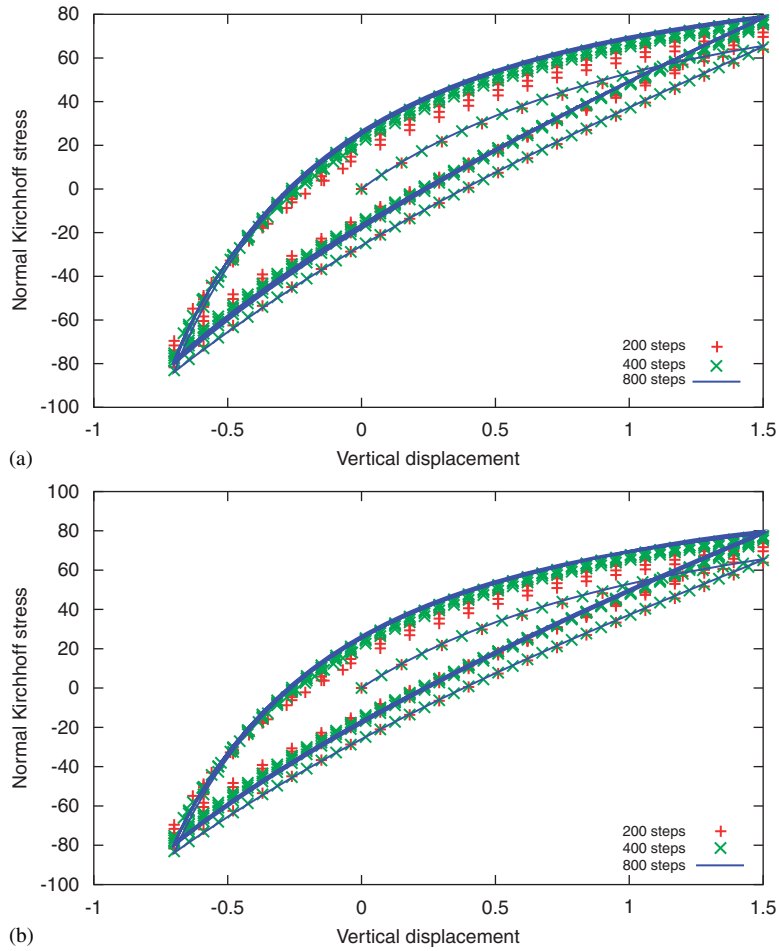 80
60
40
20
0
-20
-40
-60
-80
-100
Normal Kirchhoff stress
200 steps
400 steps
800 steps
-1
-0.5
0
0.5
1
1.5
(a)
Vertical displacement
100
80
60
40
20
0
-20
-40
-60
-80
-100
Normal Kirchhoff stress
200 steps
400 steps
800 steps
-1
-0.5
0
0.5
1
1.5
(b)
Vertical displacement